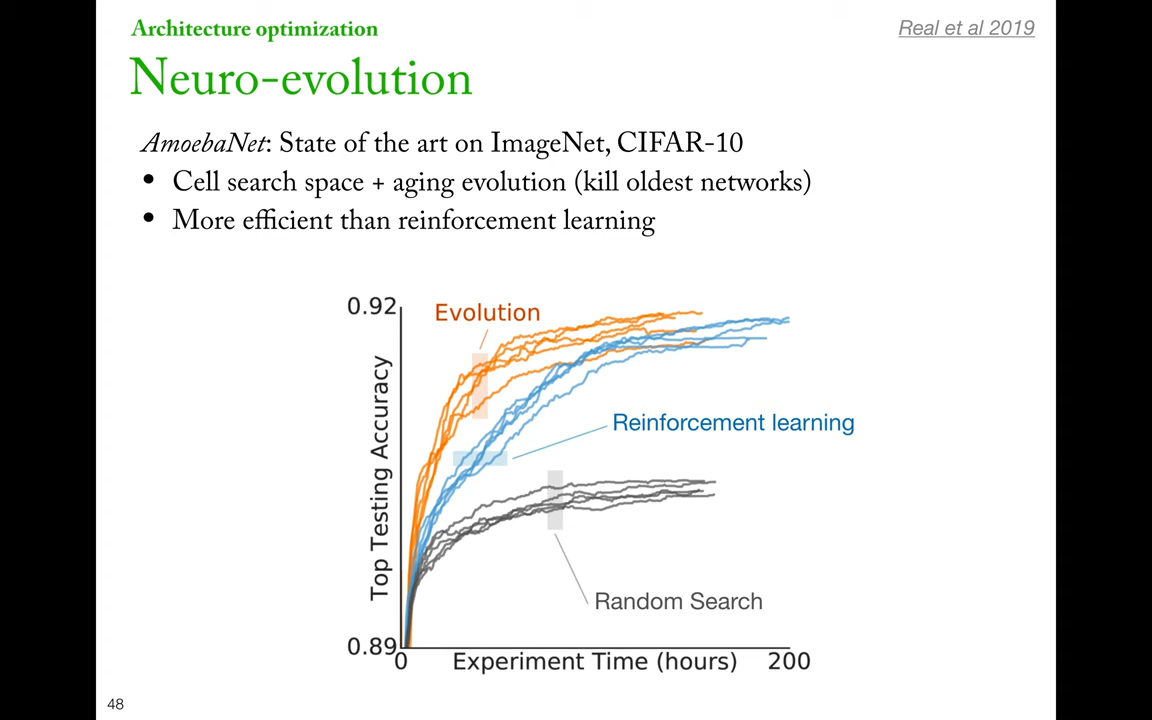 Architecture optimization
Real et al 2019
Neuro-evolution
AmoebaNet: State of the art on ImageNet, CIFAR-10
• Cell search space + aging evolution (kill oldest networks)
• More efficient than reinforcement learning
0.92
Evolution
Top Testing Accuracy
Reinforcement learning
Random Search
0.89
0
Experiment Time (hours)
200
48